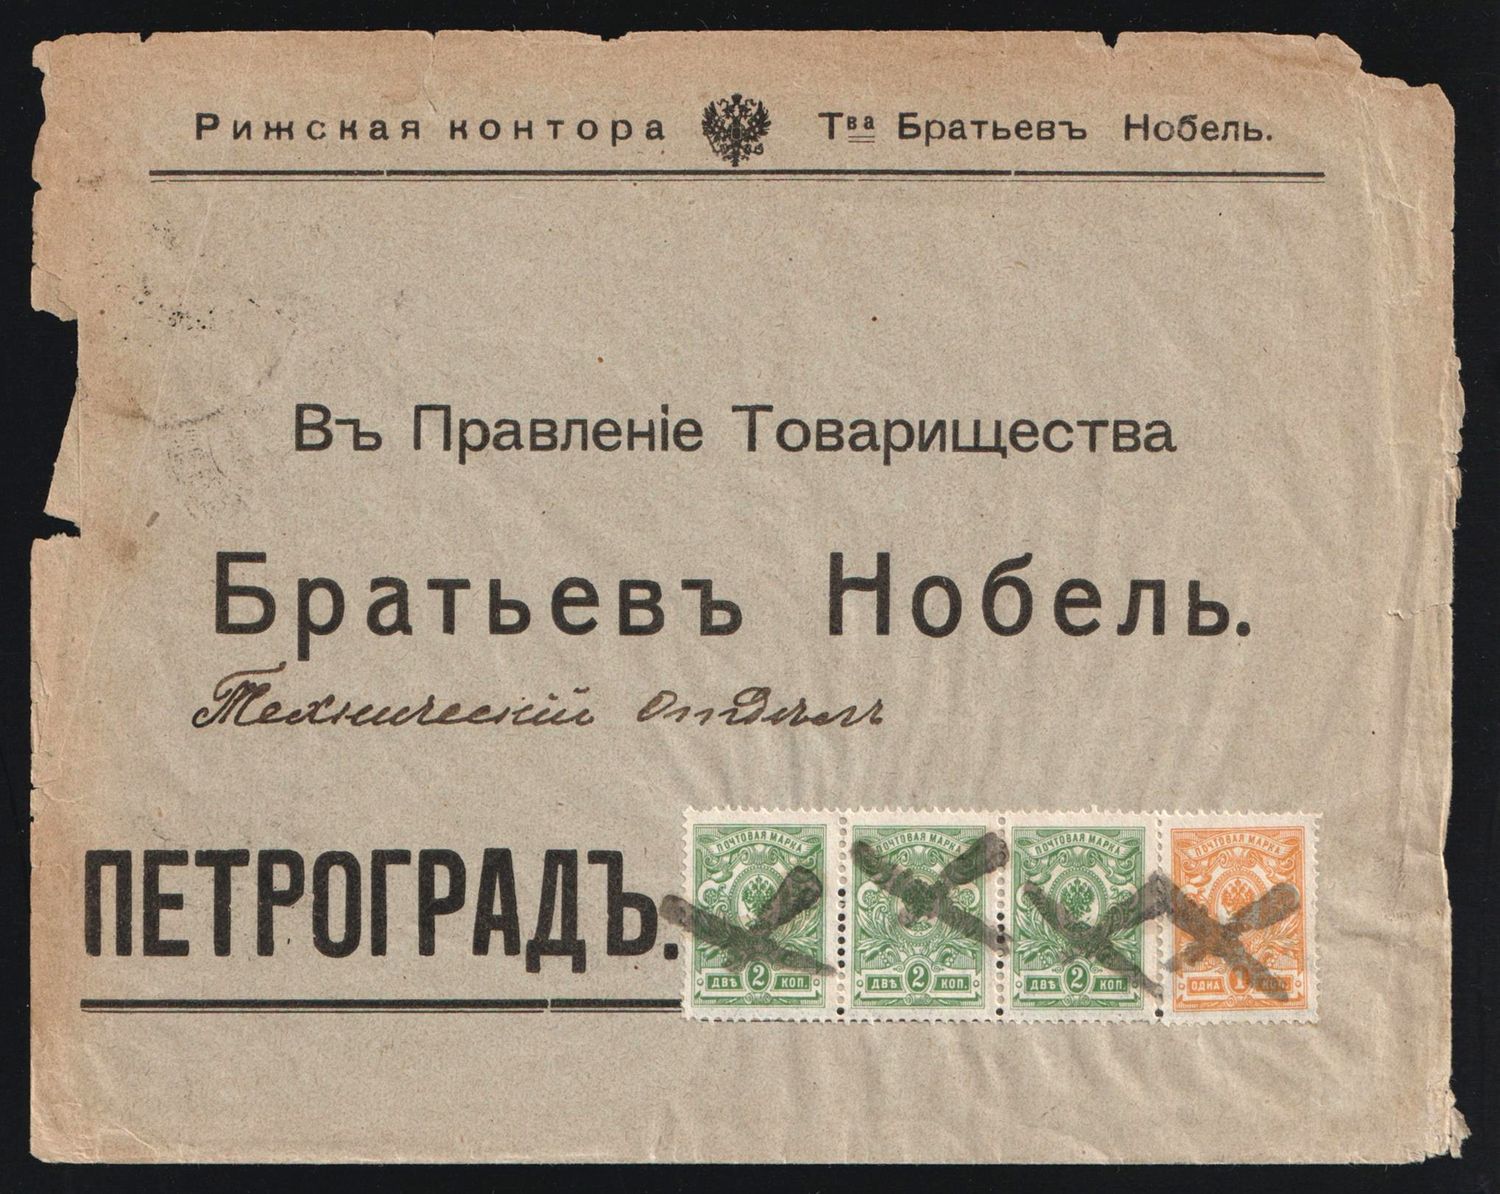 Рижская контора Тва Братьевъ Нобель.
Въ Правленіе Товарищества
Братьевъ Нобель.
Техническій отдѣлъ
ПЕТРОГРАДЪ.
ПОЧТОВАЯ МАРКА ПОЧТОВАЯ МАРКА ПОЧТОВАЯ МАРКА ПОЧТОВАЯ МАРКА
ДВѢ 2 КОП. ДВѢ 2 КОП. ДВѢ 2 КОП. ОДНА 1